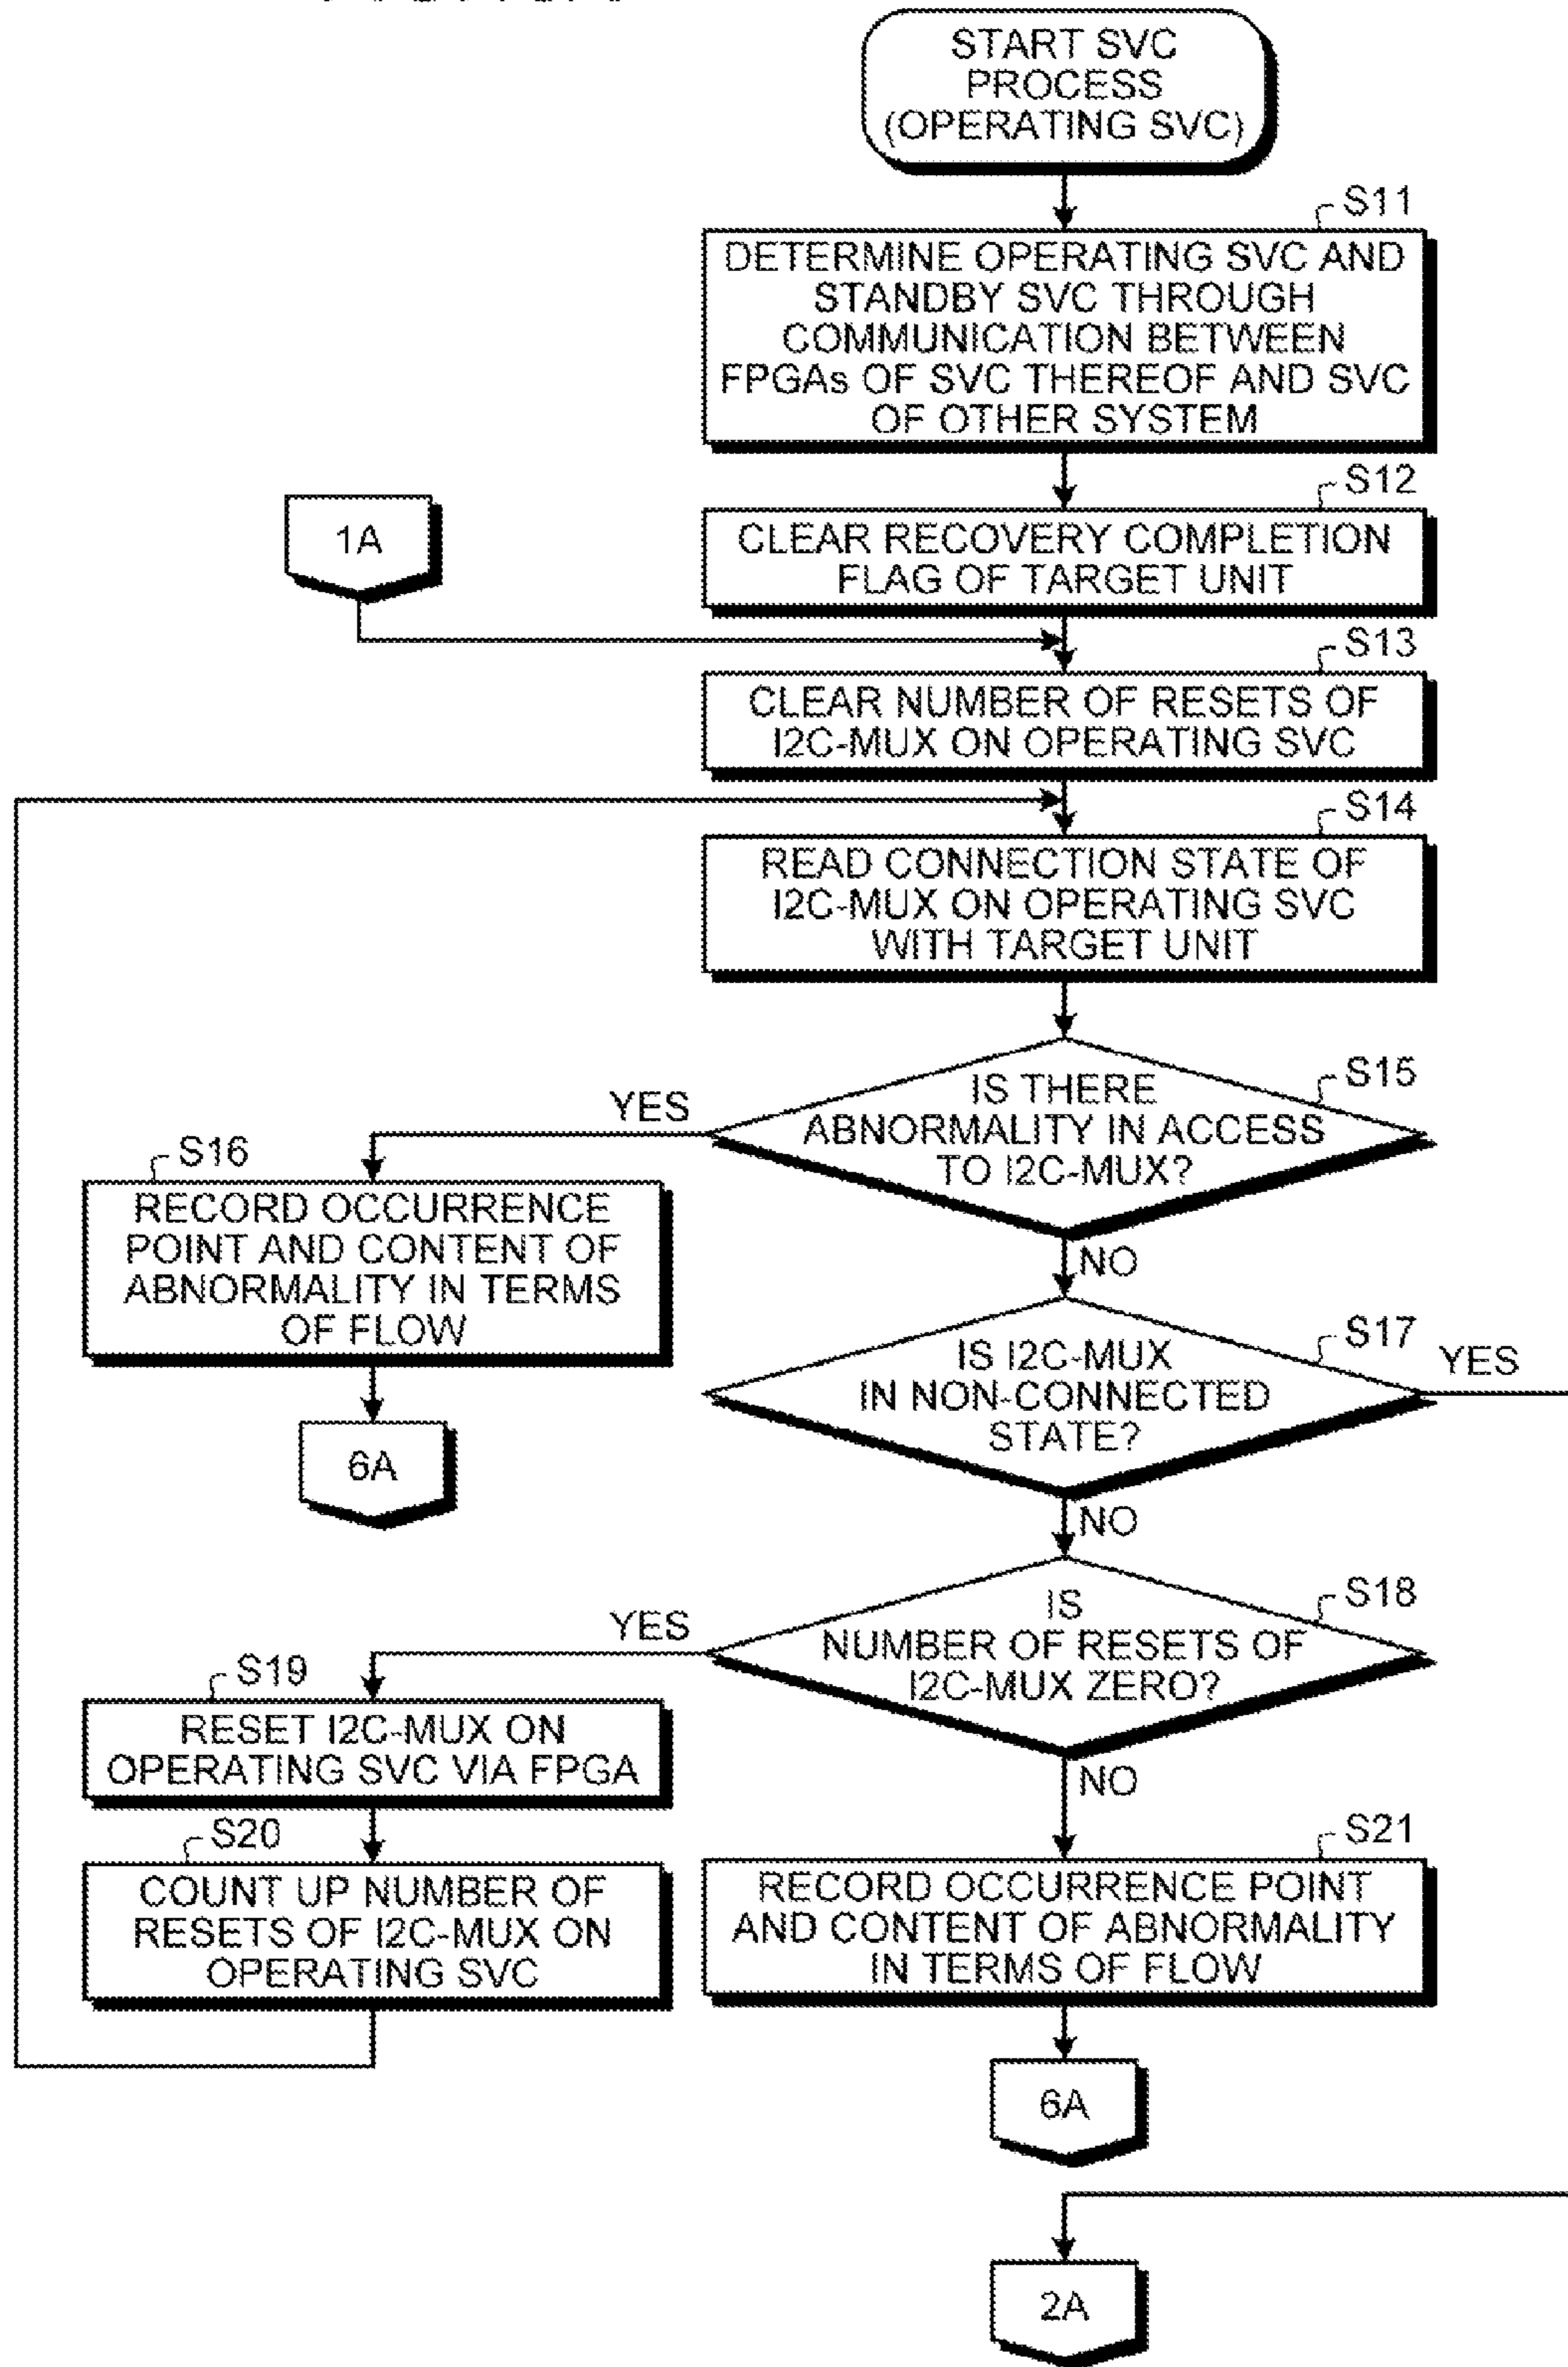 START SVC
PROCESS
(OPERATING SVC)
S11
DETERMINE OPERATING SVC AND
STANDBY SVC THROUGH
COMMUNICATION BETWEEN
FPGAs OF SVC THEREOF AND SVC
OF OTHER SYSTEM
S12
1A
CLEAR RECOVERY COMPLETION
FLAG OF TARGET UNIT
S13
CLEAR NUMBER OF RESETS OF
I2C-MUX ON OPERATING SVC
S14
READ CONNECTION STATE OF
I2C-MUX ON OPERATING SVC
WITH TARGET UNIT
S15
IS THERE
ABNORMALITY IN ACCESS
TO I2C-MUX?
YES
NO
S16
RECORD OCCURRENCE
POINT AND CONTENT OF
ABNORMALITY IN TERMS
OF FLOW
6A
S17
IS I2C-MUX
IN NON-CONNECTED
STATE?
YES
NO
S18
IS
NUMBER OF RESETS OF
I2C-MUX ZERO?
YES
NO
S19
RESET I2C-MUX ON
OPERATING SVC VIA FPGA
S20
COUNT UP NUMBER OF
RESETS OF I2C-MUX ON
OPERATING SVC
S21
RECORD OCCURRENCE POINT
AND CONTENT OF ABNORMALITY
IN TERMS OF FLOW
6A
2A